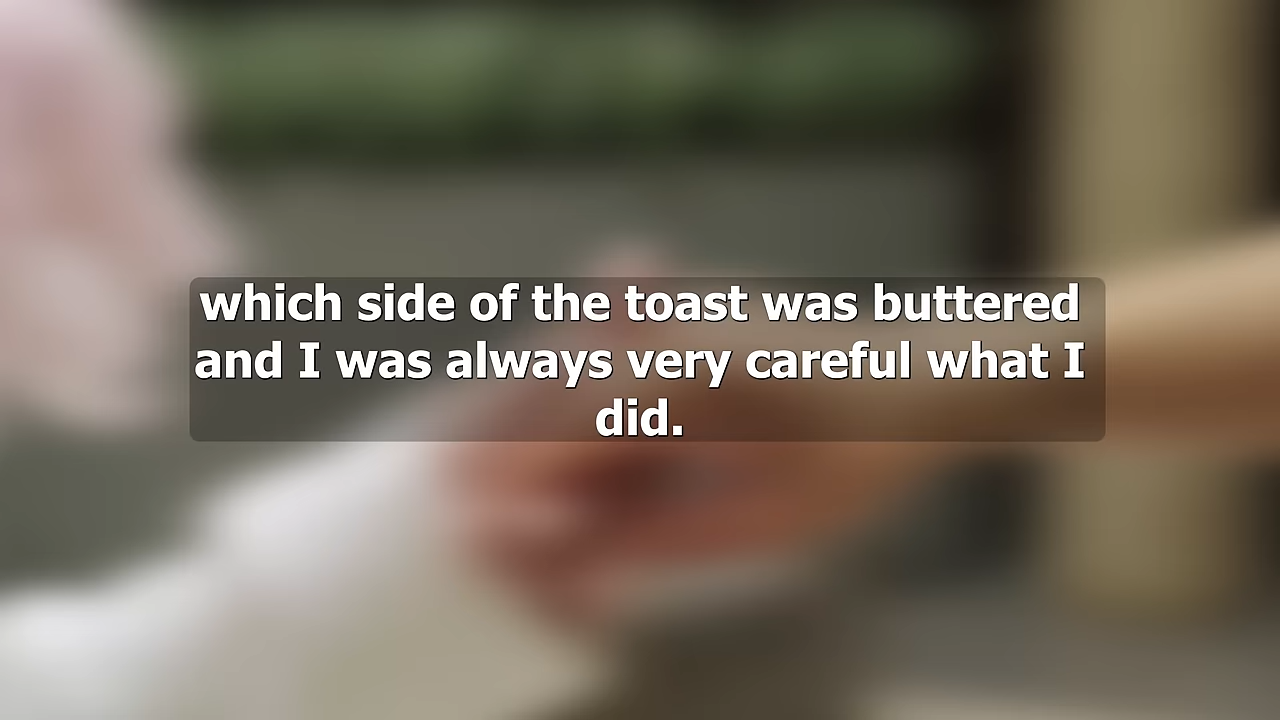 which side of the toast was buttered
and I was always very careful what I
did.